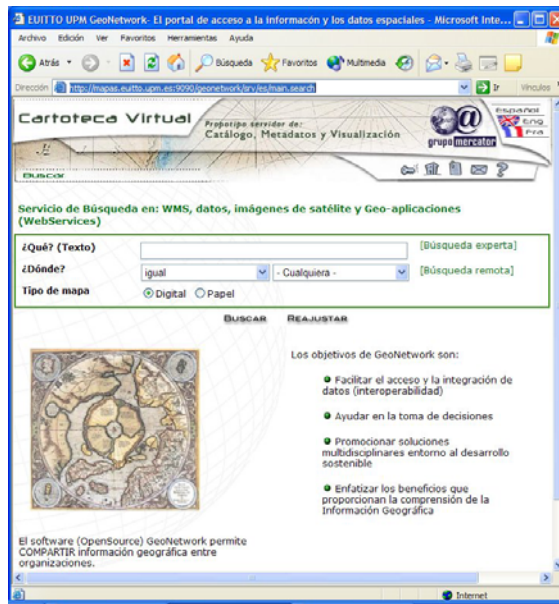 EUITTO UPM GeoNetwork- El portal de acceso a la informacón y los datos espaciales - Microsoft Inte...
Archivo Edición Ver Favoritos Herramientas Ayuda
Atrás Búsqueda Favoritos Multimedia
Dirección http://mapas.euitto.upm.es:9090/geonetwork/srv/es/main.search Ir Vínculos
Cartoteca Virtual
Prototipo servidor de:
Catálogo, Metadatos y Visualización
grupo mercator
Español
Eng
Fra
Buscar
Servicio de Búsqueda en: WMS, datos, imágenes de satélite y Geo-aplicaciones
(WebServices)
¿Qué? (Texto) [Búsqueda experta]
¿Dónde? igual - Cualquiera - [Búsqueda remota]
Tipo de mapa Digital Papel
BUSCAR REAJUSTAR
Los objetivos de GeoNetwork son:
Facilitar el acceso y la integración de
datos (interoperabilidad)
Ayudar en la toma de decisiones
Promocionar soluciones
multidisciplinares entorno al desarrollo
sostenible
Enfatizar los beneficios que
proporcionan la comprensión de la
Información Geográfica
El software (OpenSource) GeoNetwork permite
COMPARTIR información geográfica entre
organizaciones.
Internet